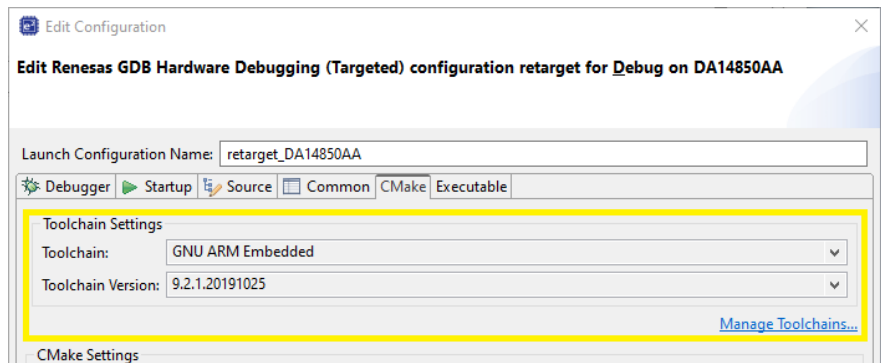 Edit Configuration
Edit Renesas GDB Hardware Debugging (Targeted) configuration retarget for Debug on DA14850AA
Launch Configuration Name: retarget_DA14850AA
Debugger Startup Source Common CMake Executable
Toolchain Settings
Toolchain: GNU ARM Embedded
Toolchain Version: 9.2.1.20191025
Manage Toolchains...
CMake Settings